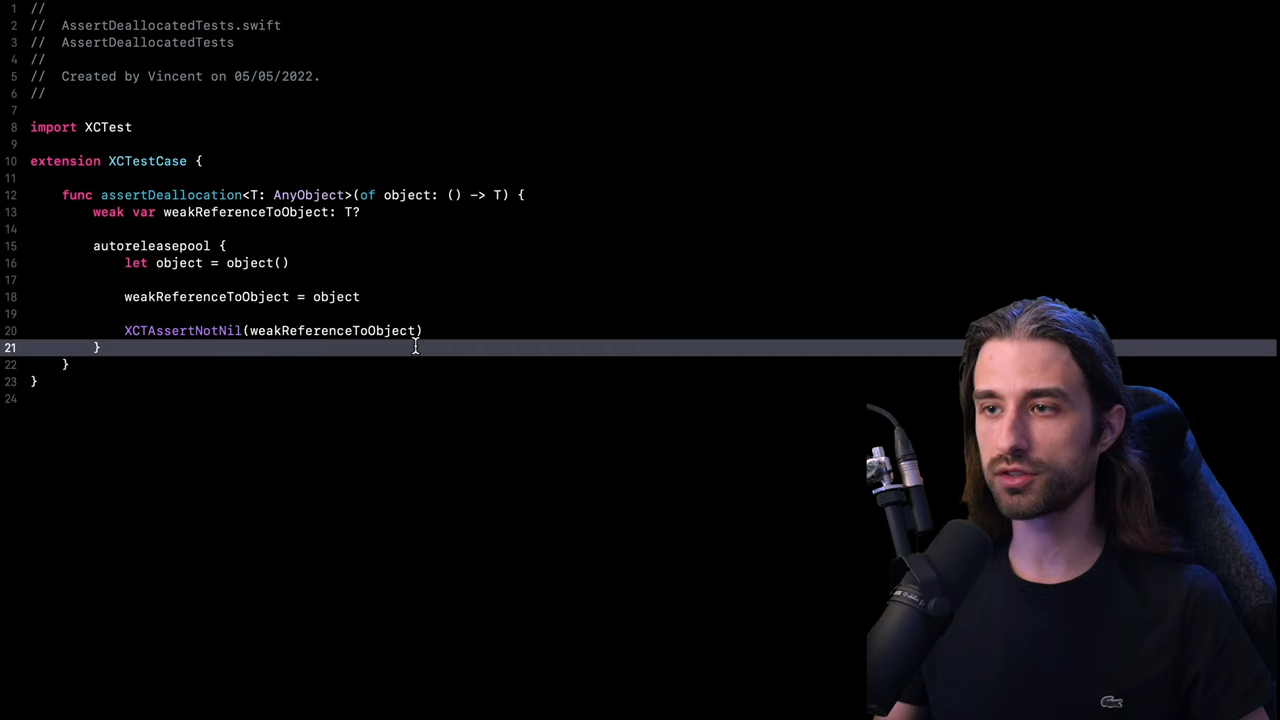 1 //
2 // AssertDeallocatedTests.swift
3 // AssertDeallocatedTests
4 //
5 // Created by Vincent on 05/05/2022.
6 //
7
8 import XCTest
9
10 extension XCTestCase {
11
12 func assertDeallocation<T: AnyObject>(of object: () -> T) {
13 weak var weakReferenceToObject: T?
14
15 autoreleasepool {
16 let object = object()
17
18 weakReferenceToObject = object
19
20 XCTAssertNotNil(weakReferenceToObject)
21 }
22 }
23 }
24